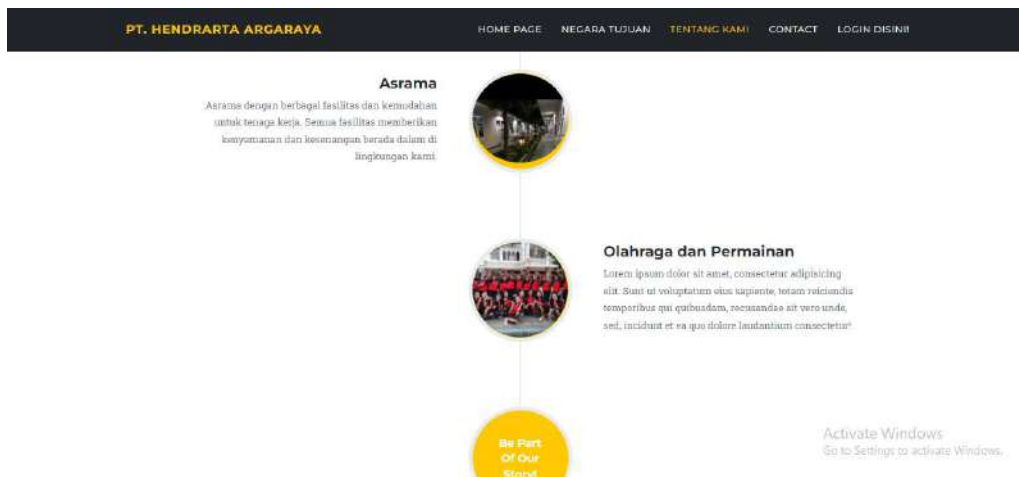 PT. HENDRARTA ARGARAYA
HOME PAGE NEGARA TUJUAN TENTANG KAMI CONTACT LOGIN DISINI!
Asrama
Asrama dengan berbagai fasilitas dan kemudahan
untuk tenaga kerja. Semua fasilitas memberikan
kenyamanan dan kesenangan berada dalam di
lingkungan kami.
Olahraga dan Permainan
Lorem ipsum dolor sit amet, consectetur adipisicing
elit. Sunt ut voluptatum eius sapiente, totam reiciendis
temporibus qui quibusdam, recusandae sit vero unde,
sed, incidunt et ea quo dolore laudantium consectetur!
Be Part
Of Our
Story!
Activate Windows
Go to Settings to activate Windows.